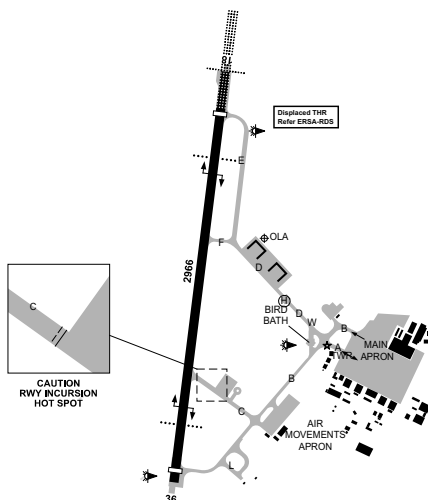 18
Displaced THR
Refer ERSA-RDS
E
2966
F
OLA
D
H
D
BIRD
BATH
W
B
MAIN
APRON
A
TWR
B
C
CAUTION
RWY INCURSION
HOT SPOT
C
AIR
MOVEMENTS
APRON
L
36